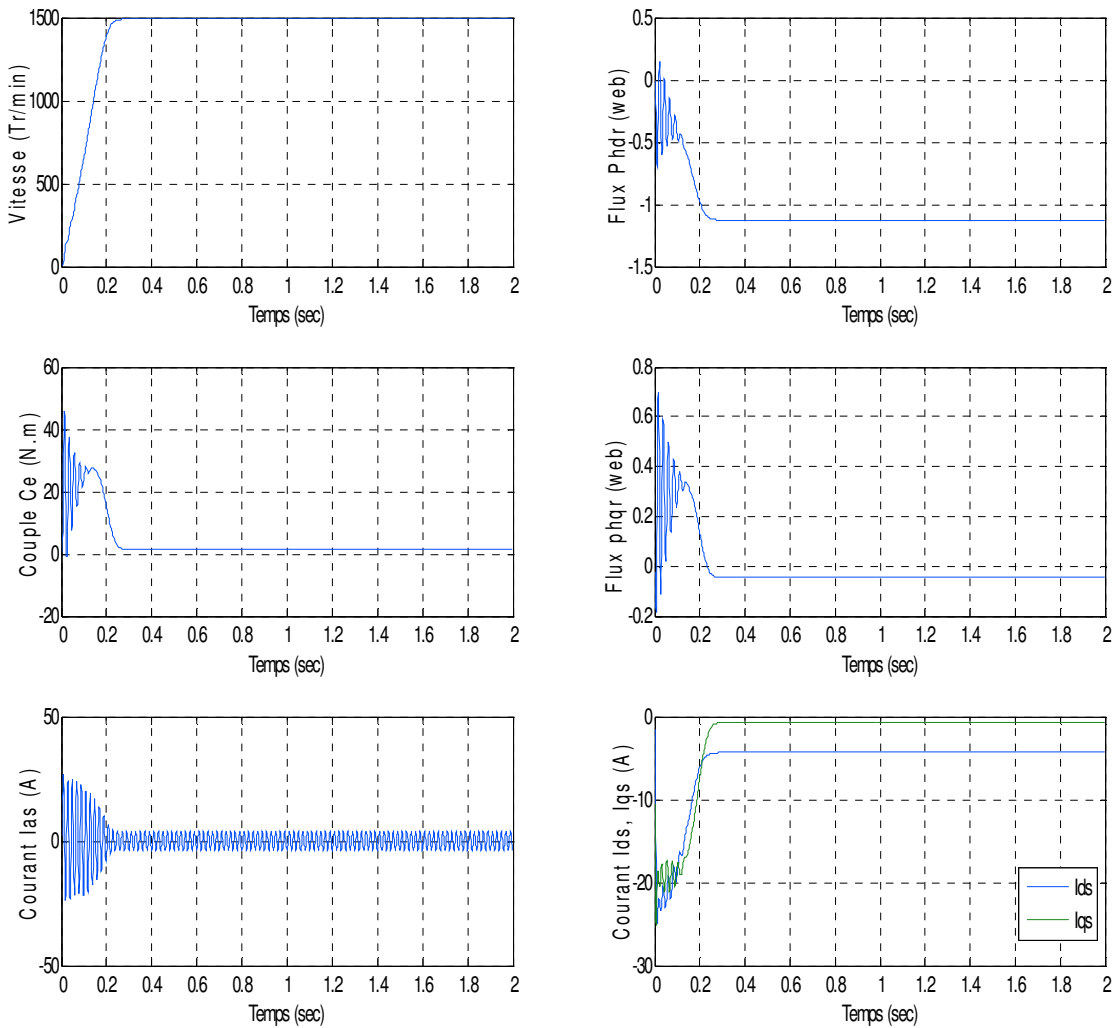 1500
1000
500
0
Vitesse (Tr/min)
0 0.2 0.4 0.6 0.8 1 1.2 1.4 1.6 1.8 2
Temps (sec)
0.5
0
-0.5
-1
-1.5
Flux Phdr (web)
0 0.2 0.4 0.6 0.8 1 1.2 1.4 1.6 1.8 2
Temps (sec)
60
40
20
0
-20
Couple Ce (N.m)
0 0.2 0.4 0.6 0.8 1 1.2 1.4 1.6 1.8 2
Temps (sec)
0.8
0.6
0.4
0.2
0
-0.2
Flux phqr (web)
0 0.2 0.4 0.6 0.8 1 1.2 1.4 1.6 1.8 2
Temps (sec)
50
0
-50
Courant Ias (A)
0 0.2 0.4 0.6 0.8 1 1.2 1.4 1.6 1.8 2
Temps (sec)
0
-10
-20
-30
Courant Ids, Iqs (A)
Ids
Iqs
0 0.2 0.4 0.6 0.8 1 1.2 1.4 1.6 1.8 2
Temps (sec)